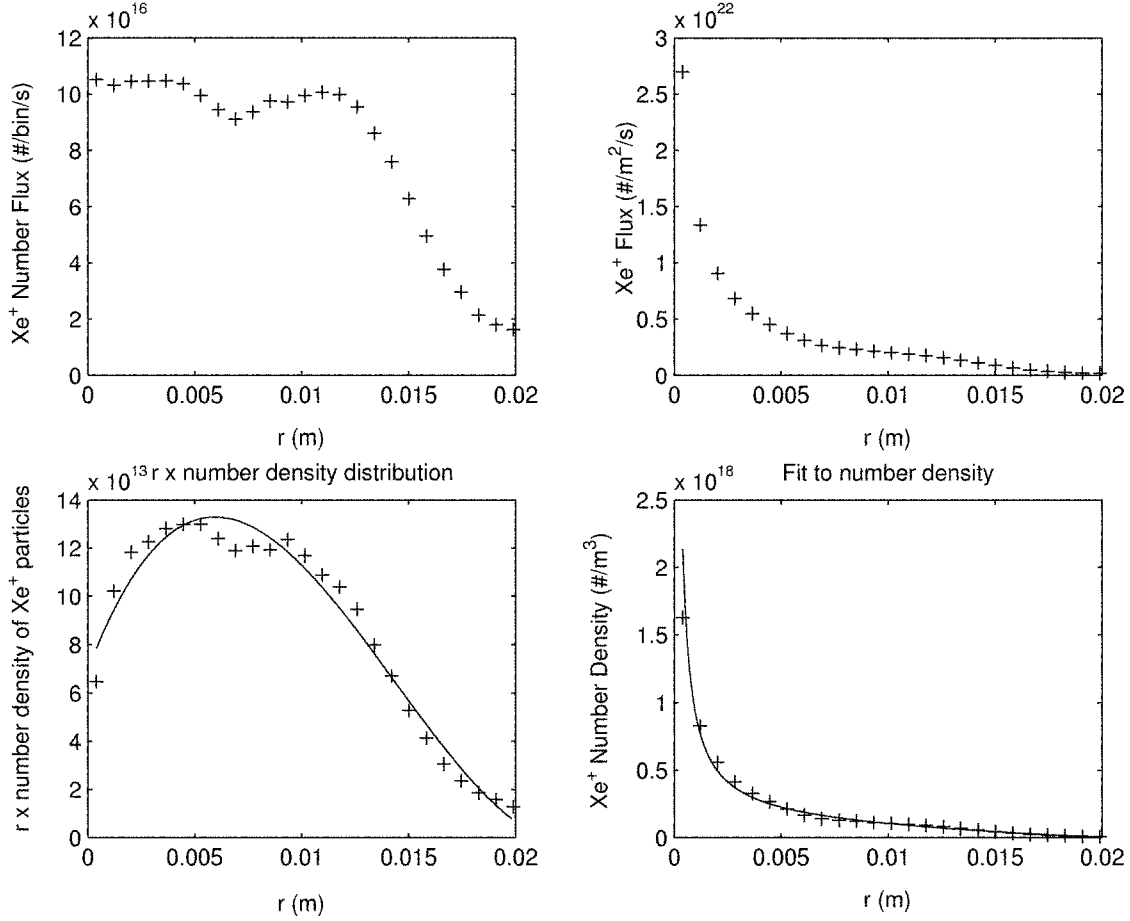 x 10^16
12
10
8
6
4
2
0
Xe^+ Number Flux (#/bin/s)
0 0.005 0.01 0.015 0.02
r (m)
x 10^22
3
2.5
2
1.5
1
0.5
0
Xe^+ Flux (#/m^2/s)
0 0.005 0.01 0.015 0.02
r (m)
x 10^13 r x number density distribution
14
12
10
8
6
4
2
0
r x number density of Xe^+ particles
0 0.005 0.01 0.015 0.02
r (m)
x 10^18 Fit to number density
2.5
2
1.5
1
0.5
0
Xe^+ Number Density (#/m^3)
0 0.005 0.01 0.015 0.02
r (m)